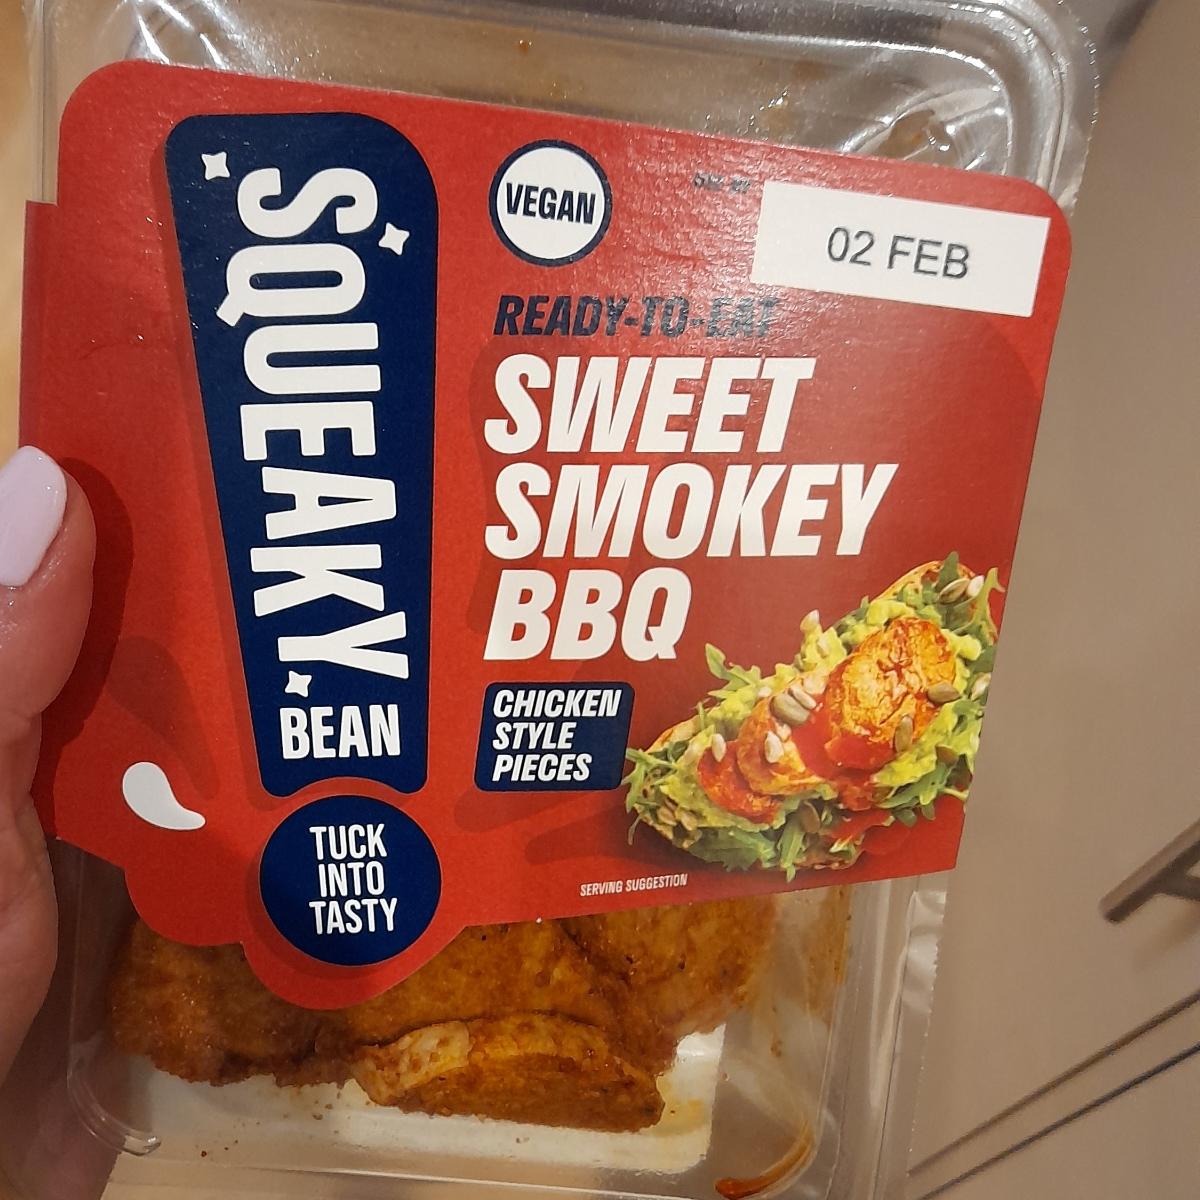 SQUEAKY
BEAN
TUCK
INTO
TASTY
VEGAN
02 FEB
READY-TO-EAT
SWEET
SMOKEY
BBQ
CHICKEN
STYLE
PIECES
SERVING SUGGESTION